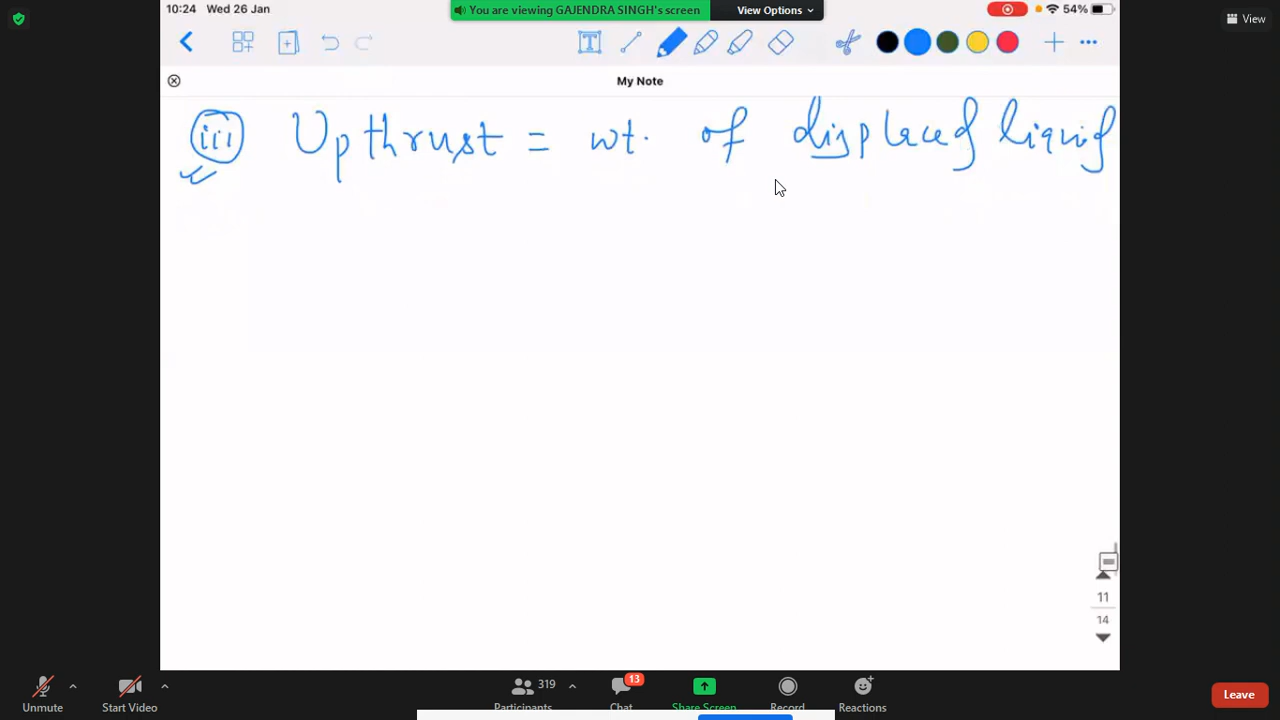 10:24 Wed 26 Jan
You are viewing GAJENDRA SINGH's screen
View Options
54%
View
My Note
iii Upthrust = wt. of displaced liquid
11
14
Unmute
Start Video
319
Participants
13
Chat
Share Screen
Record
Reactions
Leave